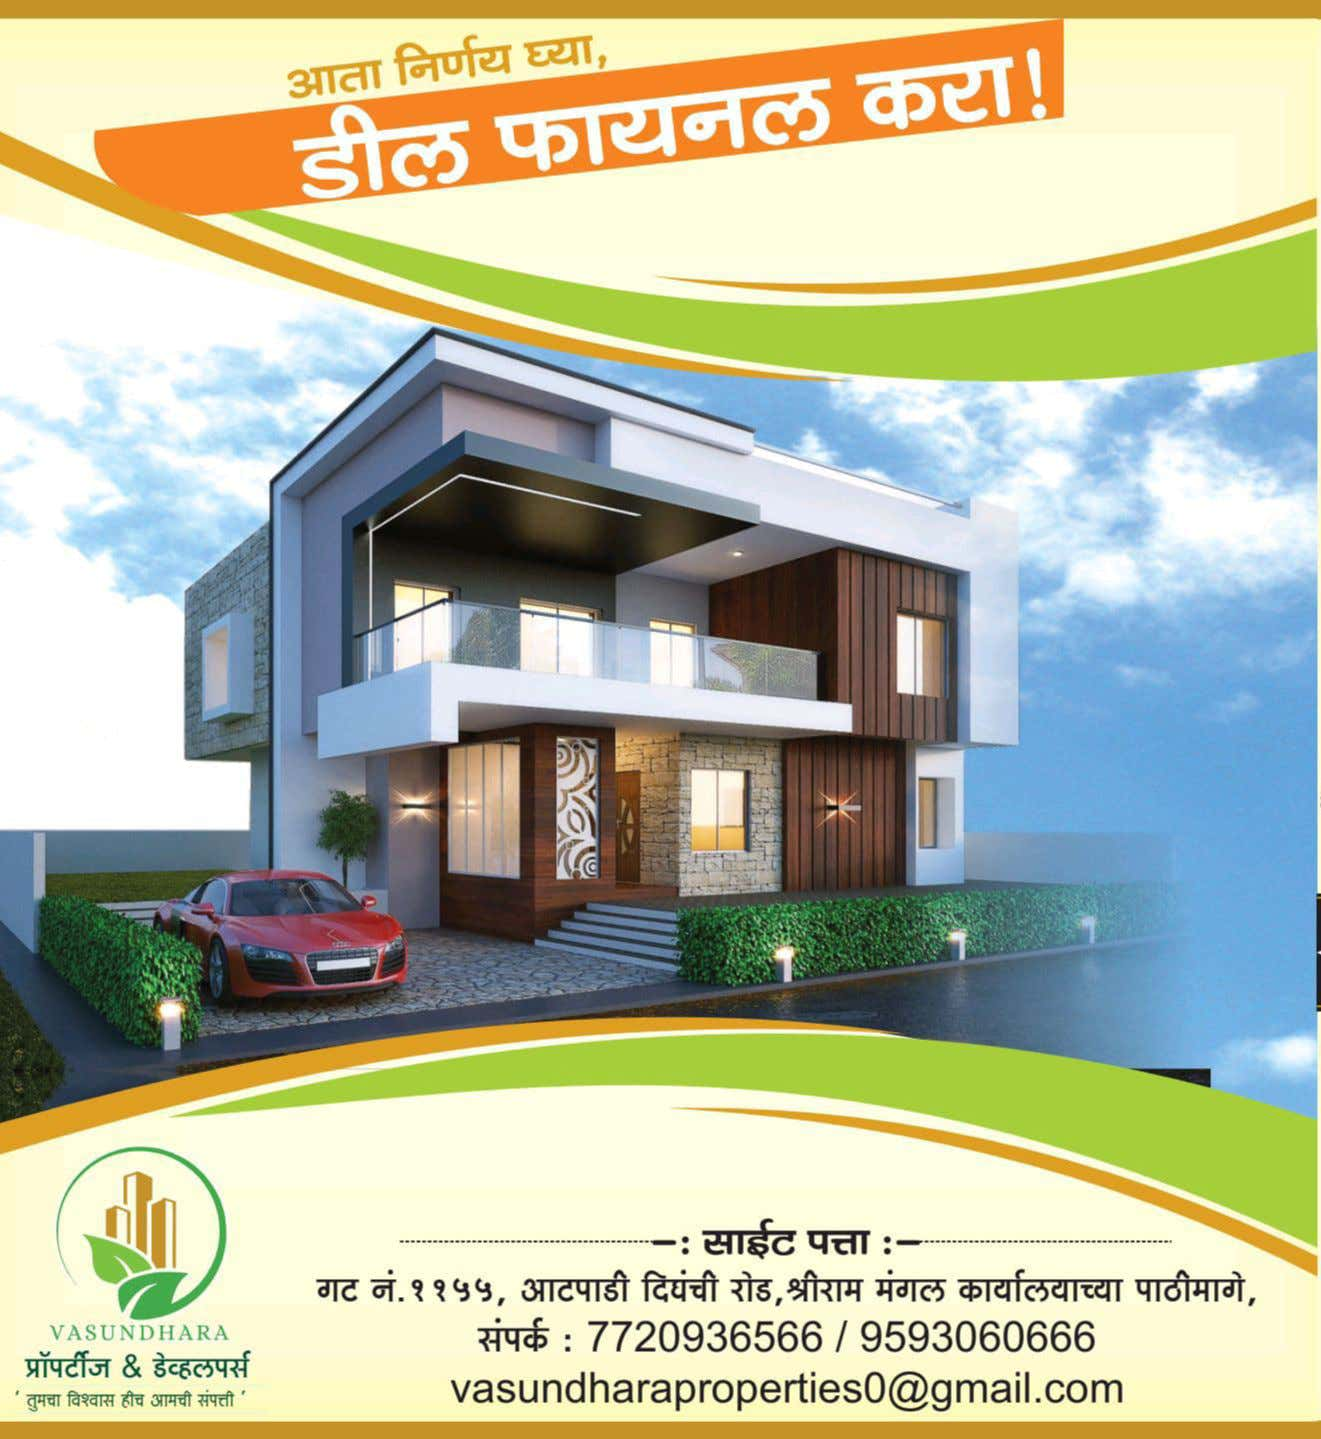 आता निर्णय घ्या,
डील फायनल करा!
-: साईट पत्ता :-
गट नं.११५५, आटपाडी दिघंची रोड,श्रीराम मंगल कार्यालयाच्या पाठीमागे,
संपर्क : 7720936566 / 9593060666
vasundharaproperties0@gmail.com
VASUNDHARA
प्रॉपर्टीज & डेव्हलपर्स
' तुमचा विश्वास हीच आमची संपत्ती '